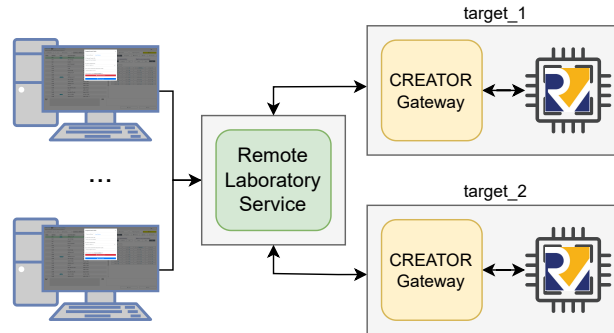 target_1
CREATOR
Gateway
Remote
Laboratory
Service
...
target_2
CREATOR
Gateway